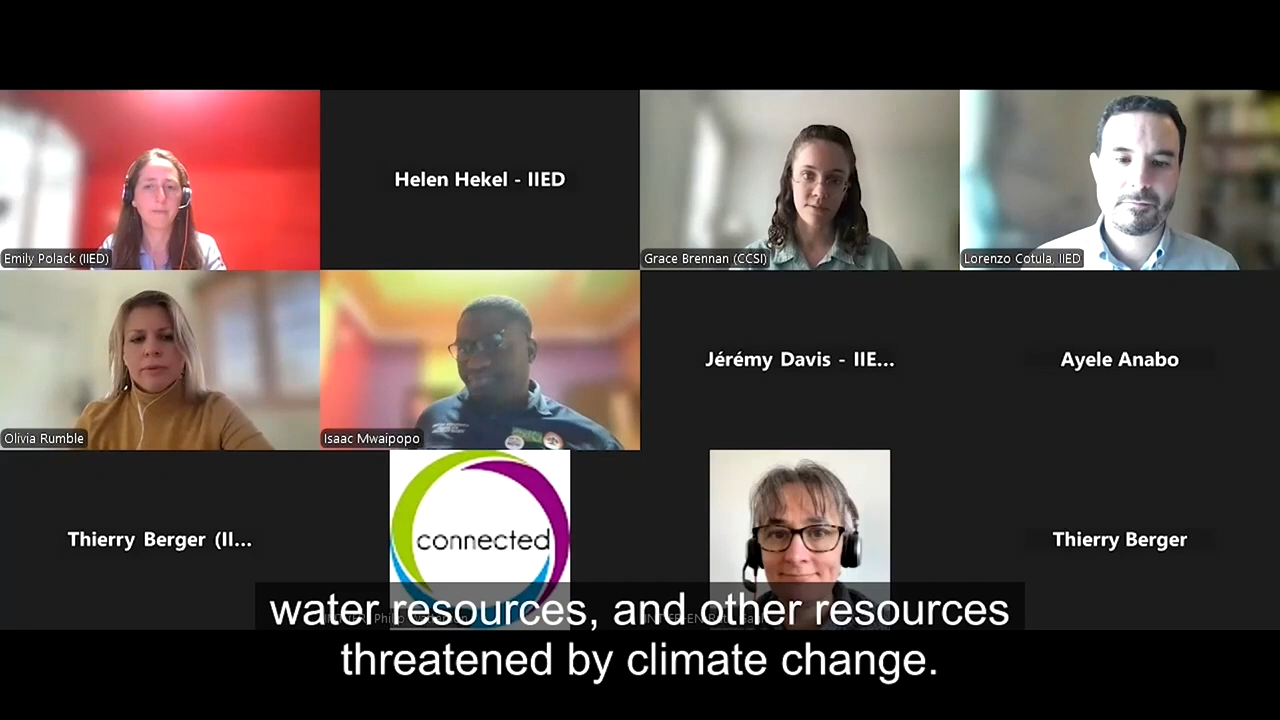 Helen Hekel - IIED
Emily Polack (IIED)
Grace Brennan (CCSI)
Lorenzo Cotula, IIED
Jérémy Davis - IIE...
Ayele Anabo
Olivia Rumble
Isaac Mwaipopo
Thierry Berger (II...
connected
Thierry Berger
water resources, and other resources
threatened by climate change.